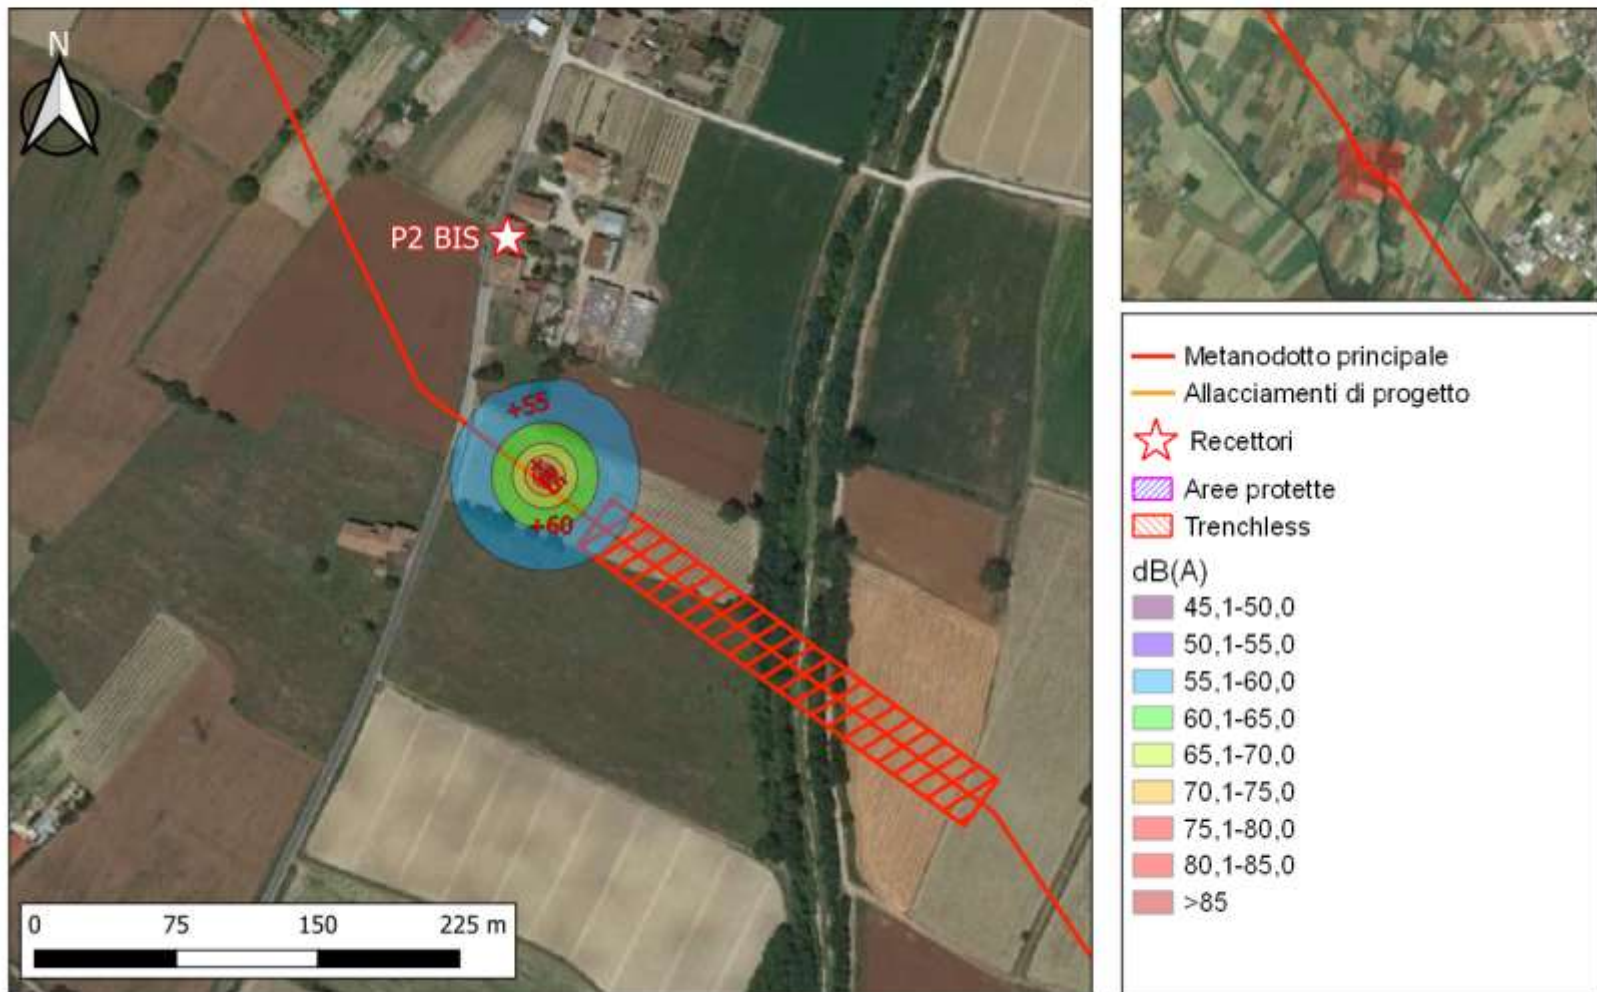 N
P2 BIS
+55
+60
0 75 150 225 m
Metanodotto principale
Allacciamenti di progetto
Recettori
Aree protette
Trenchless
dB(A)
45,1-50,0
50,1-55,0
55,1-60,0
60,1-65,0
65,1-70,0
70,1-75,0
75,1-80,0
80,1-85,0
>85